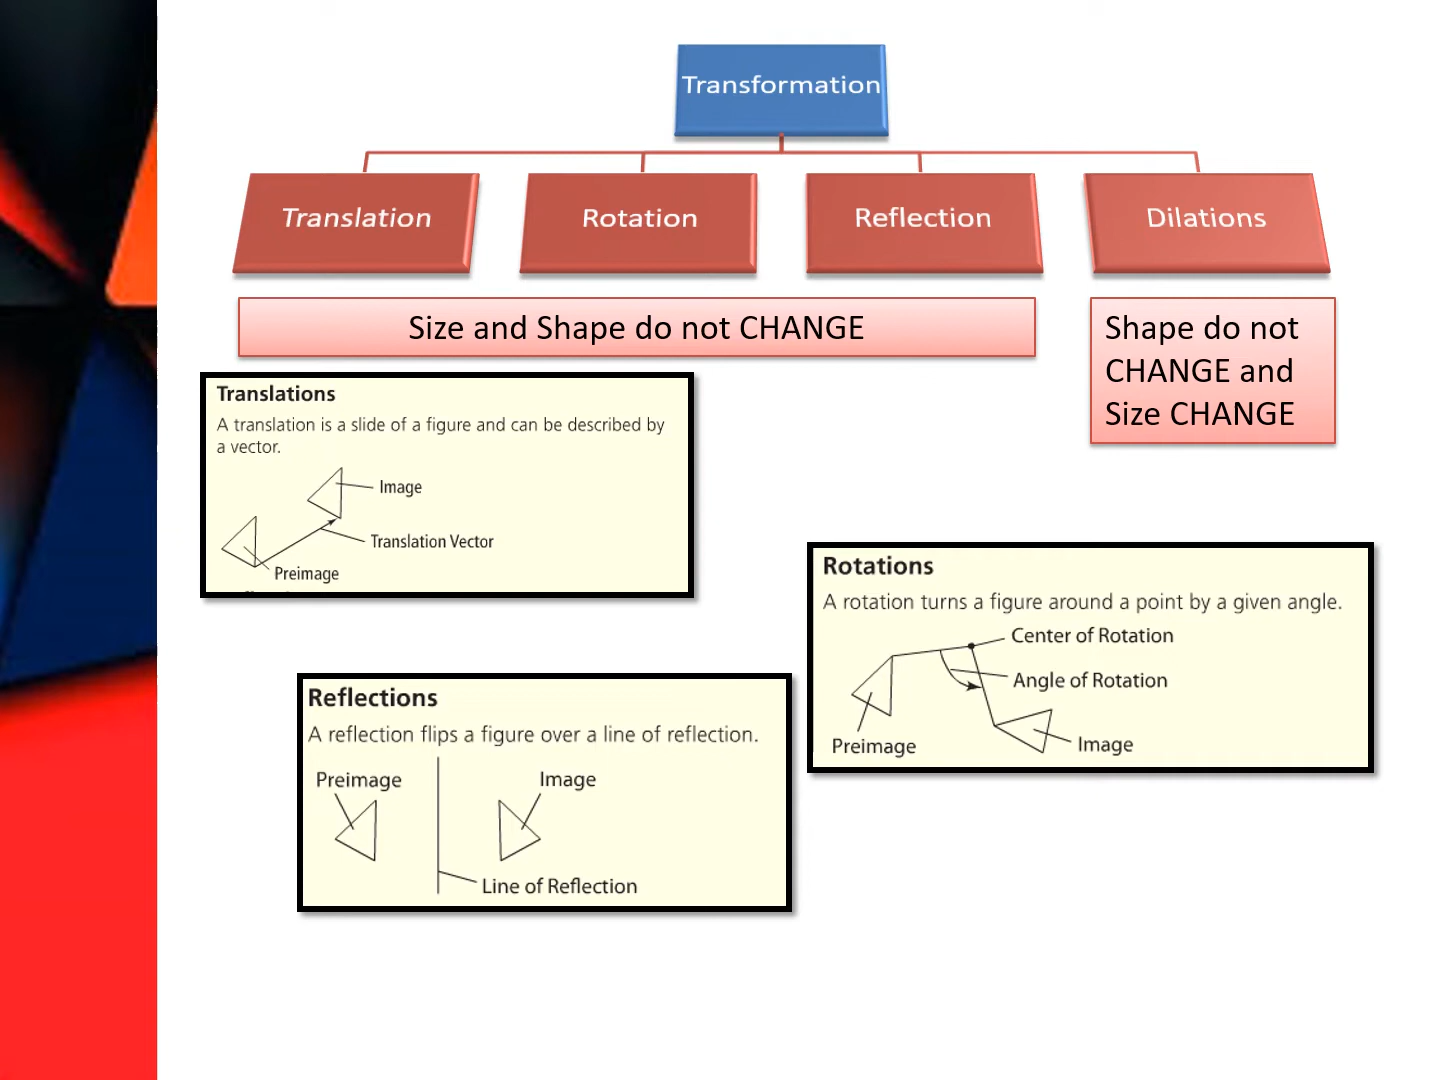 Transformation
Translation
Rotation
Reflection
Dilations
Size and Shape do not CHANGE
Shape do not
CHANGE and
Size CHANGE
Translations
A translation is a slide of a figure and can be described by
a vector.
Image
Translation Vector
Preimage
Rotations
A rotation turns a figure around a point by a given angle.
Center of Rotation
Angle of Rotation
Preimage
Image
Reflections
A reflection flips a figure over a line of reflection.
Preimage
Image
Line of Reflection